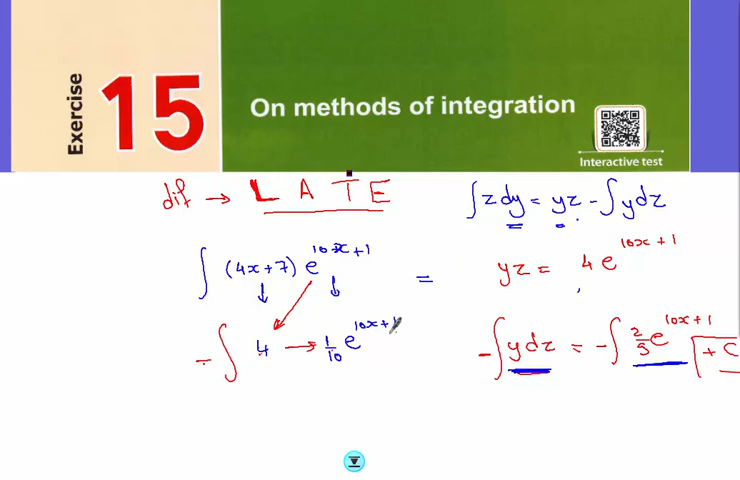 Exercise 15
On methods of integration
Interactive test
dif → L A T E
∫ z dy = yz - ∫ y dz
∫ (4x+7) e^{10x+1} =
yz = 4 e^{10x+1}
- ∫ 4 → 1/10 e^{10x+1}
- ∫ y dz = - ∫ 2/5 e^{10x+1} + C